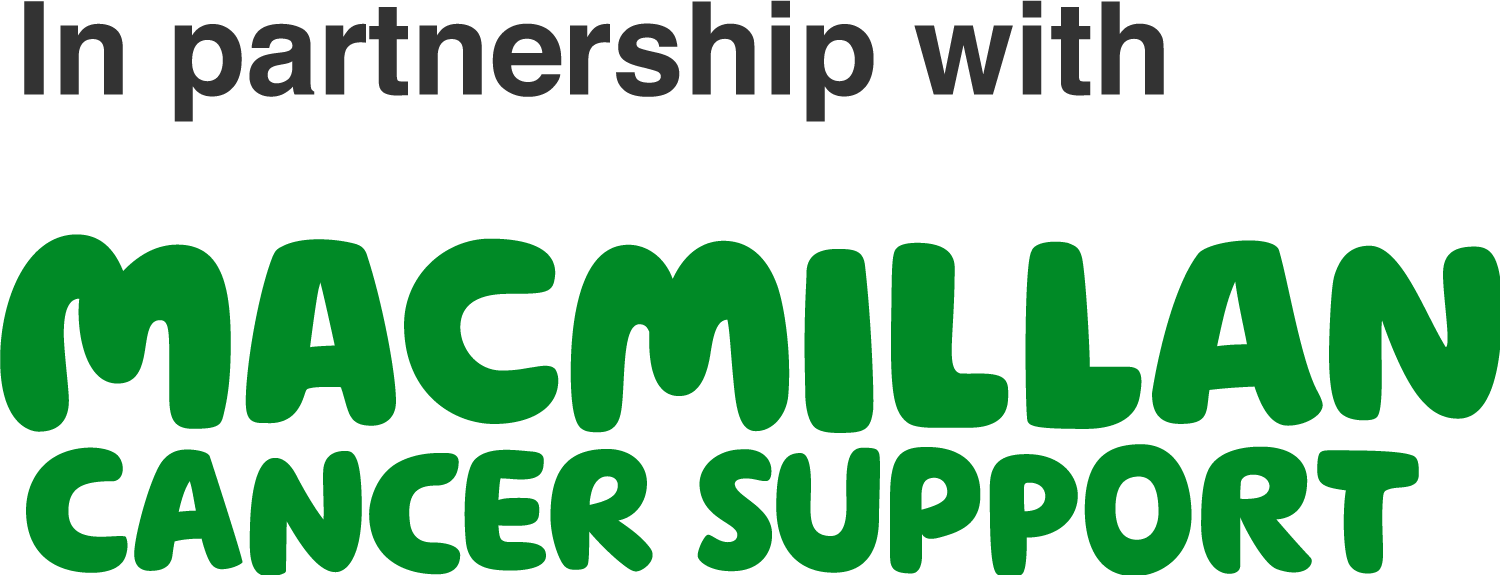 In partnership with
MACMILLAN
CANCER SUPPORT